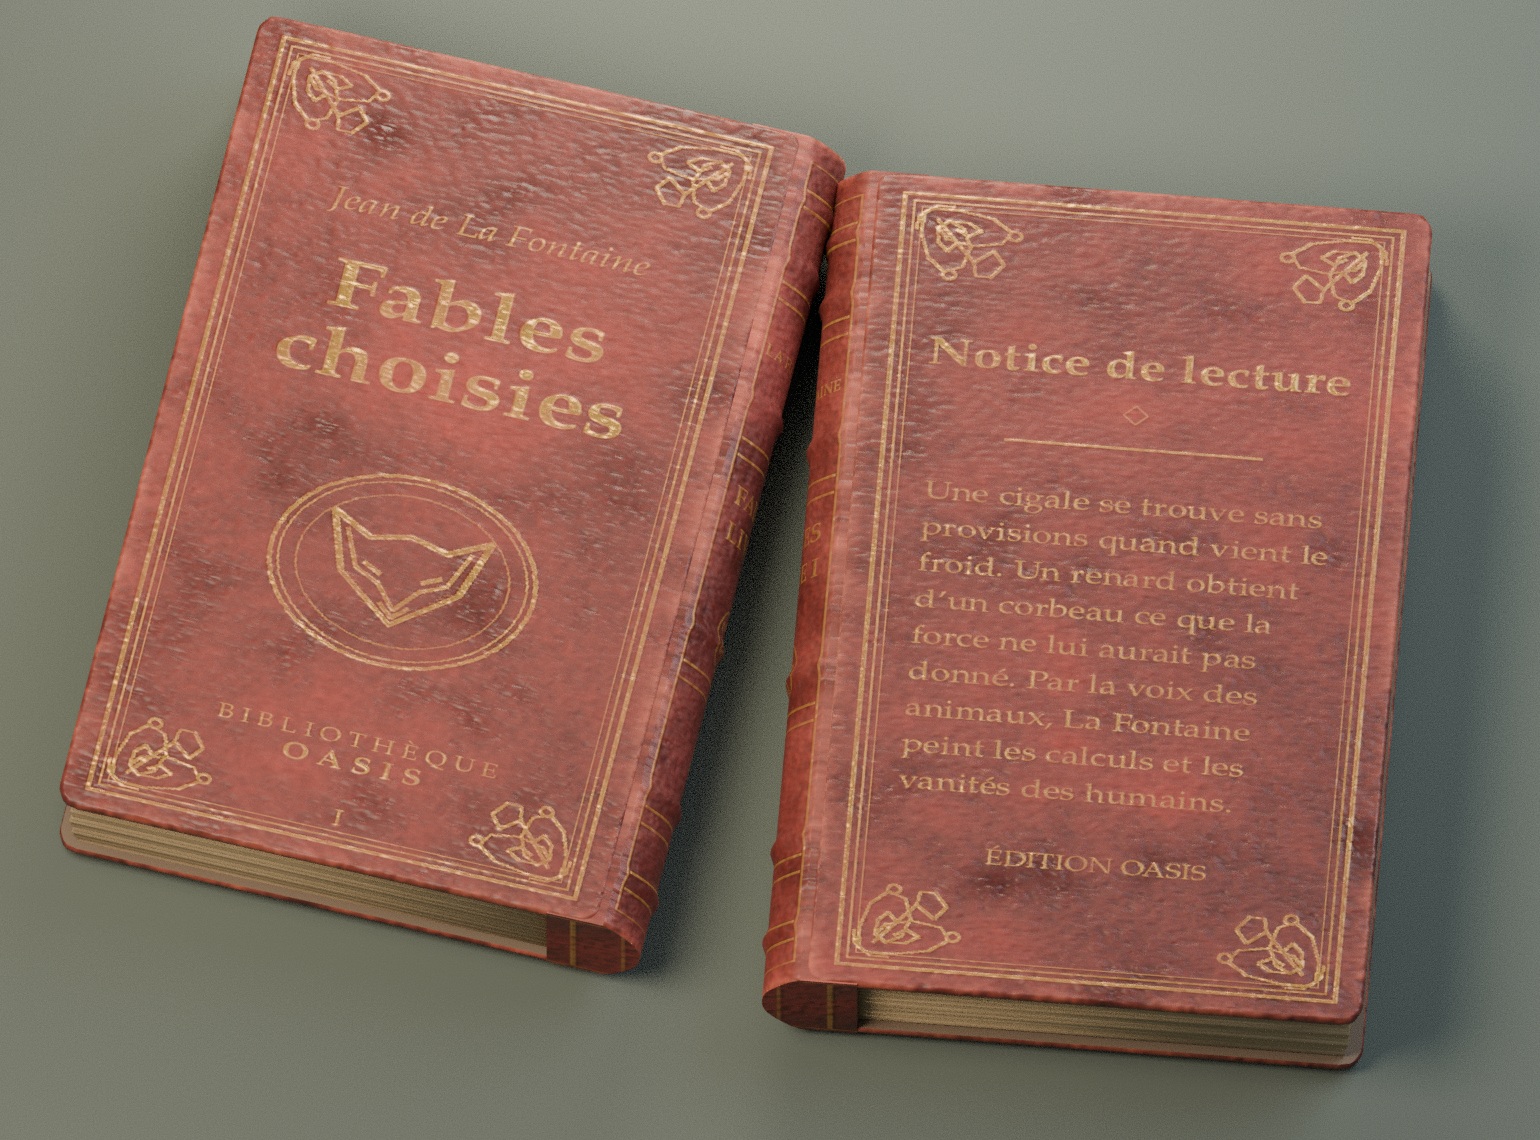 Jean de La Fontaine
Fables
choisies
BIBLIOTHÈQUE
OASIS
I
Notice de lecture
Une cigale se trouve sans
provisions quand vient le
froid. Un renard obtient
d'un corbeau ce que la
force ne lui aurait pas
donné. Par la voix des
animaux, La Fontaine
peint les calculs et les
vanités des humains.
ÉDITION OASIS